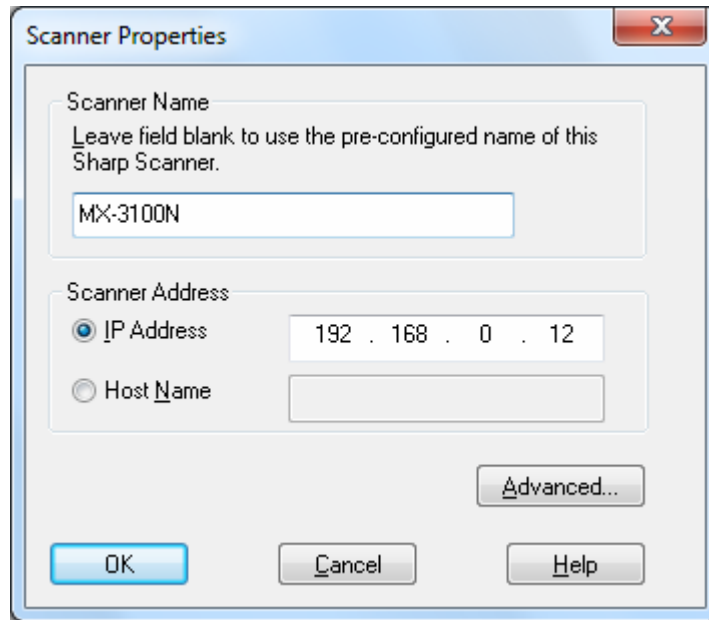 Scanner Properties
Scanner Name
Leave field blank to use the pre-configured name of this
Sharp Scanner.
MX-3100N
Scanner Address
IP Address 192 . 168 . 0 . 12
Host Name
Advanced...
OK Cancel Help